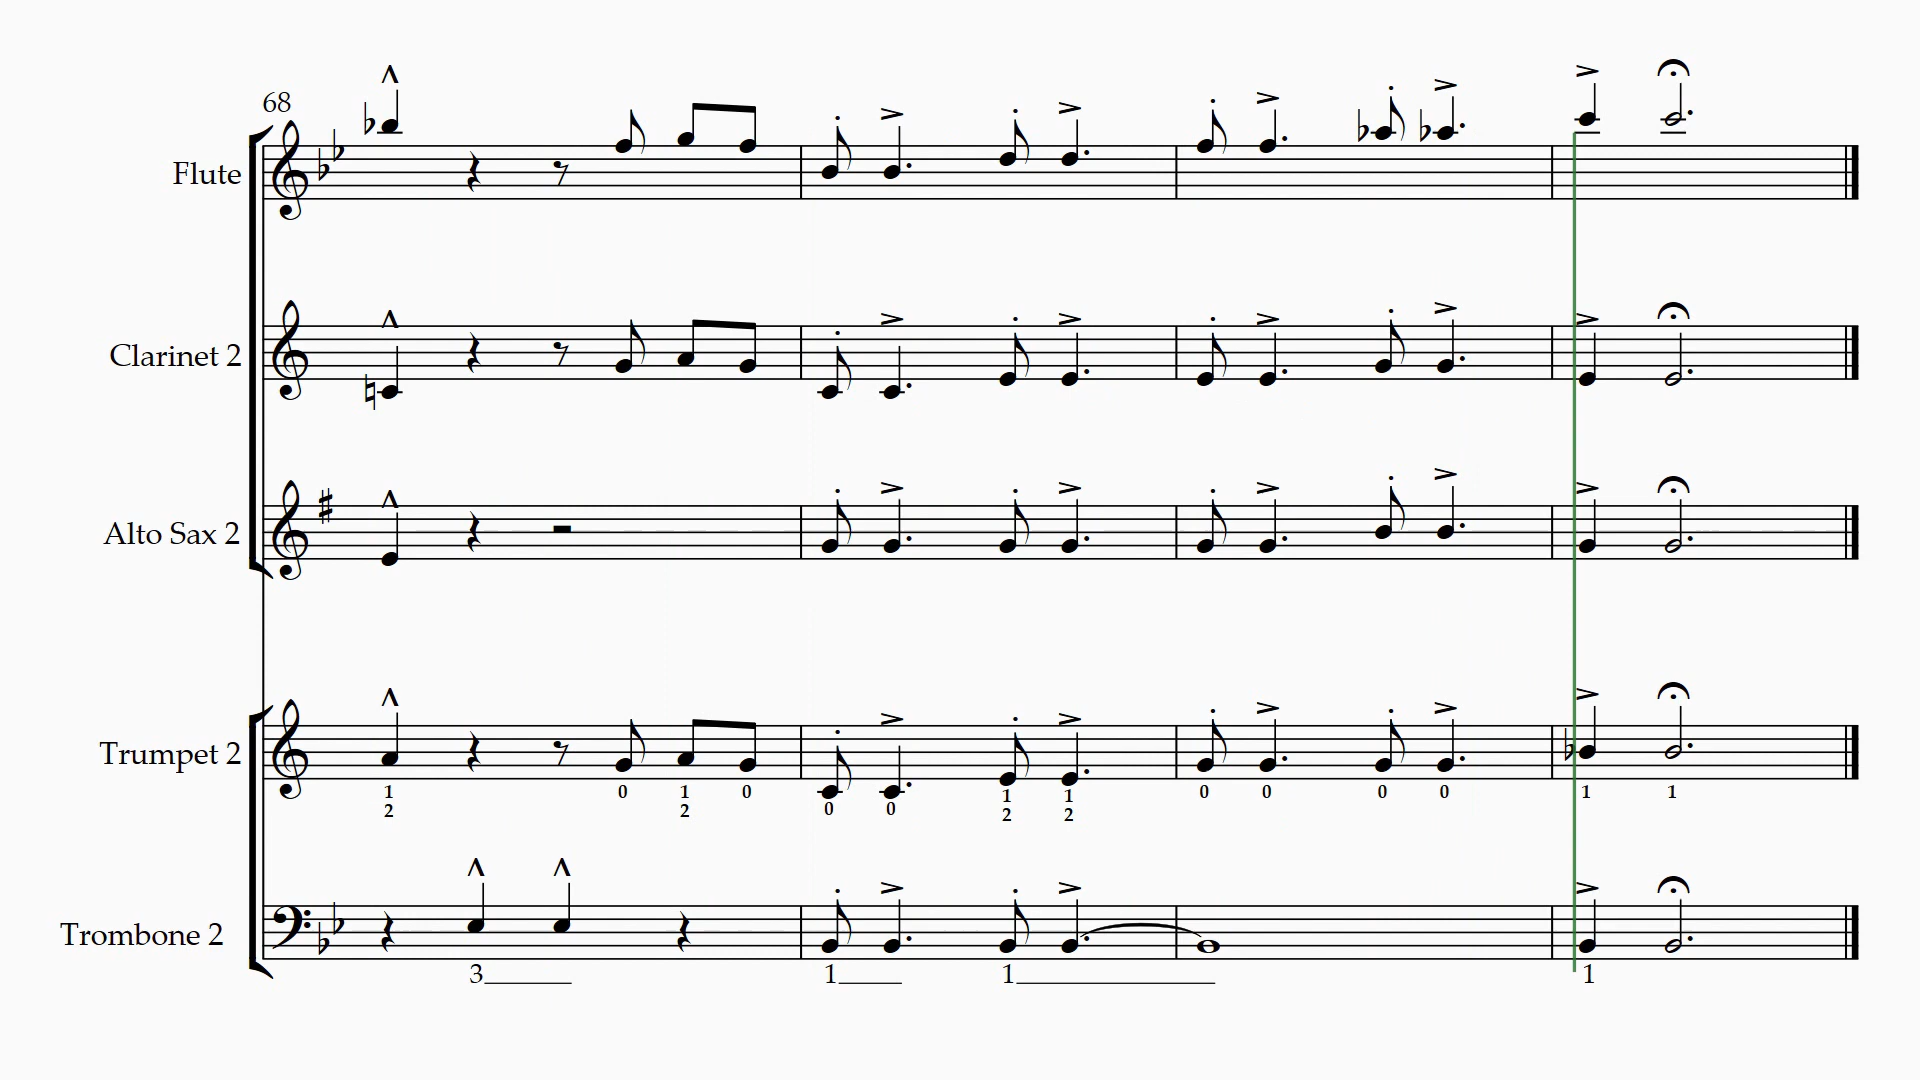 68
Flute
Clarinet 2
Alto Sax 2
Trumpet 2
1 0 1 0 0 0 1 1 0 0 0 0 1 1
2 2 2 2
Trombone 2
3 1 1 1